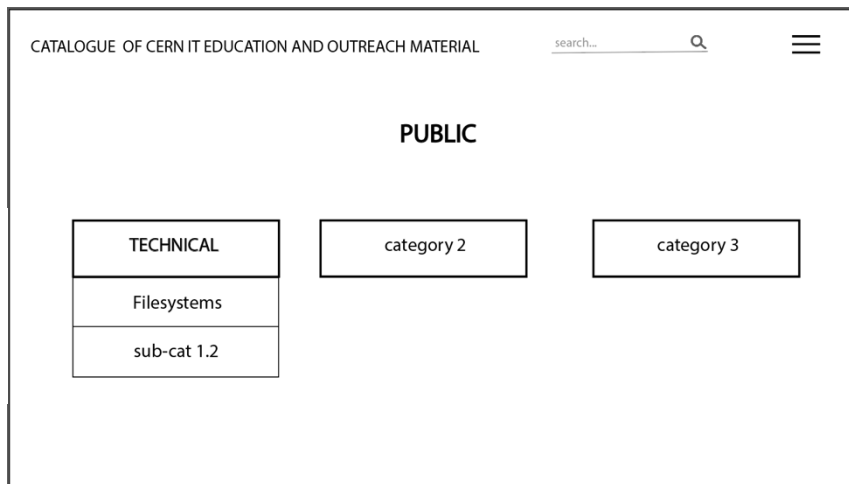 CATALOGUE OF CERN IT EDUCATION AND OUTREACH MATERIAL
search...
PUBLIC
TECHNICAL
category 2
category 3
Filesystems
sub-cat 1.2